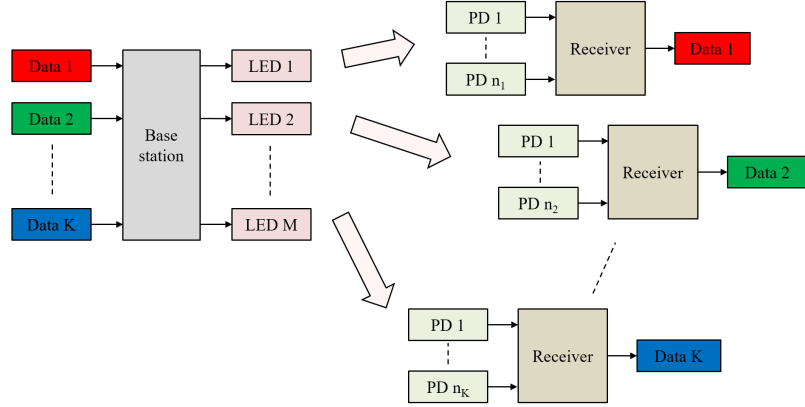 Data 1
Data 2
Data K
Base
station
LED 1
LED 2
LED M
PD 1
PD n₁
Receiver
Data 1
PD 1
PD n₂
Receiver
Data 2
PD 1
PD n_K
Receiver
Data K